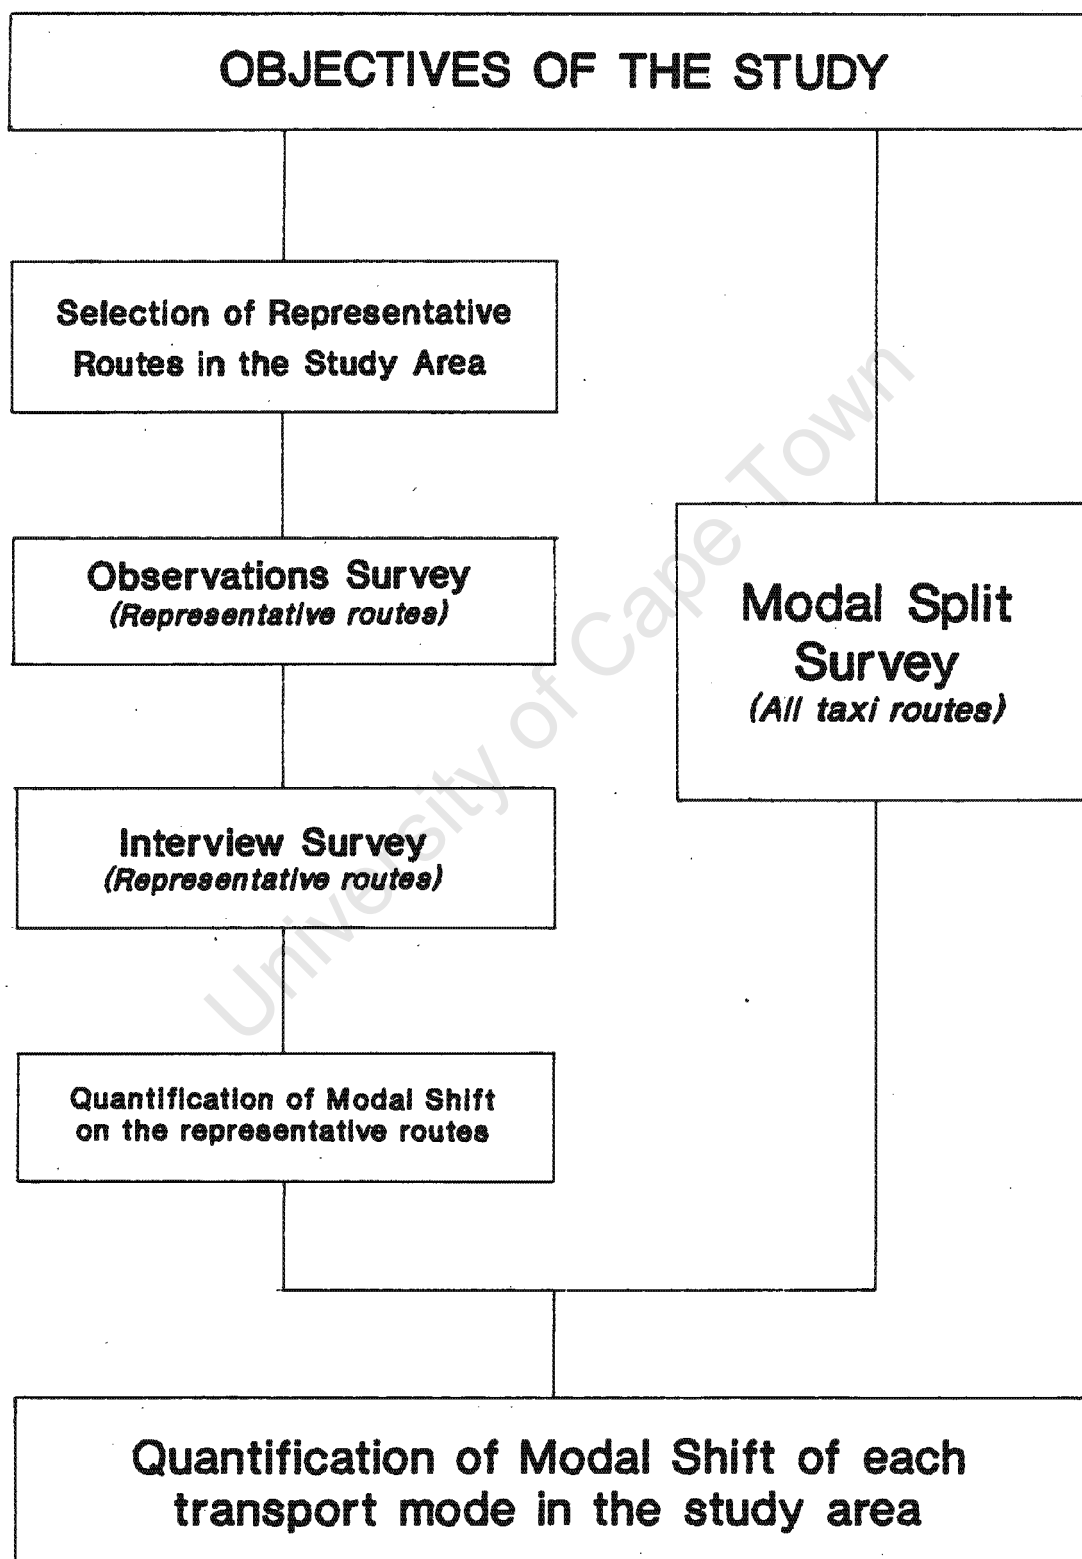 OBJECTIVES OF THE STUDY
Selection of Representative
Routes in the Study Area
Observations Survey
(Representative routes)
Modal Split
Survey
(All taxi routes)
Interview Survey
(Representative routes)
Quantification of Modal Shift
on the representative routes
Quantification of Modal Shift of each
transport mode in the study area
University of Cape Town